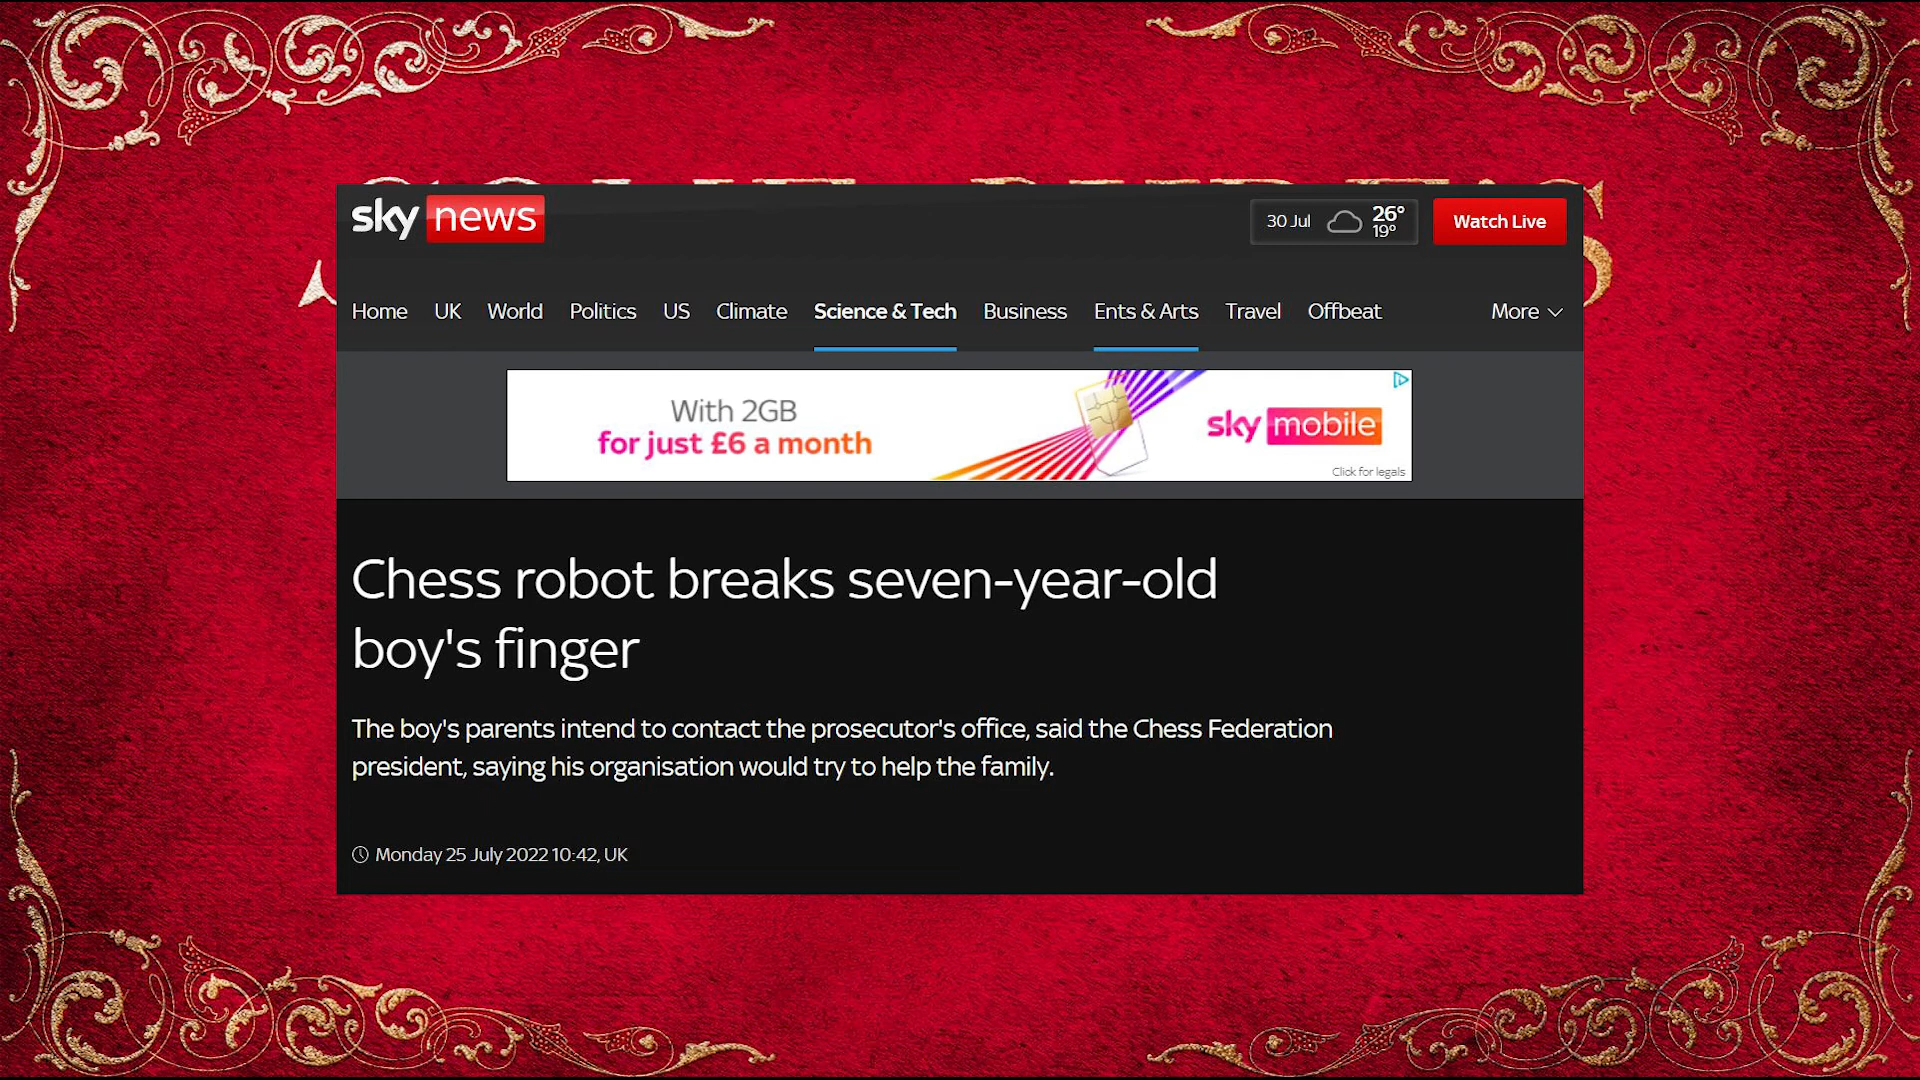 sky news
30 Jul 26° 19° Watch Live
Home UK World Politics US Climate Science & Tech Business Ents & Arts Travel Offbeat More
With 2GB
for just £6 a month
sky mobile
Click for legals
Chess robot breaks seven-year-old
boy's finger
The boy's parents intend to contact the prosecutor's office, said the Chess Federation
president, saying his organisation would try to help the family.
Monday 25 July 2022 10:42, UK